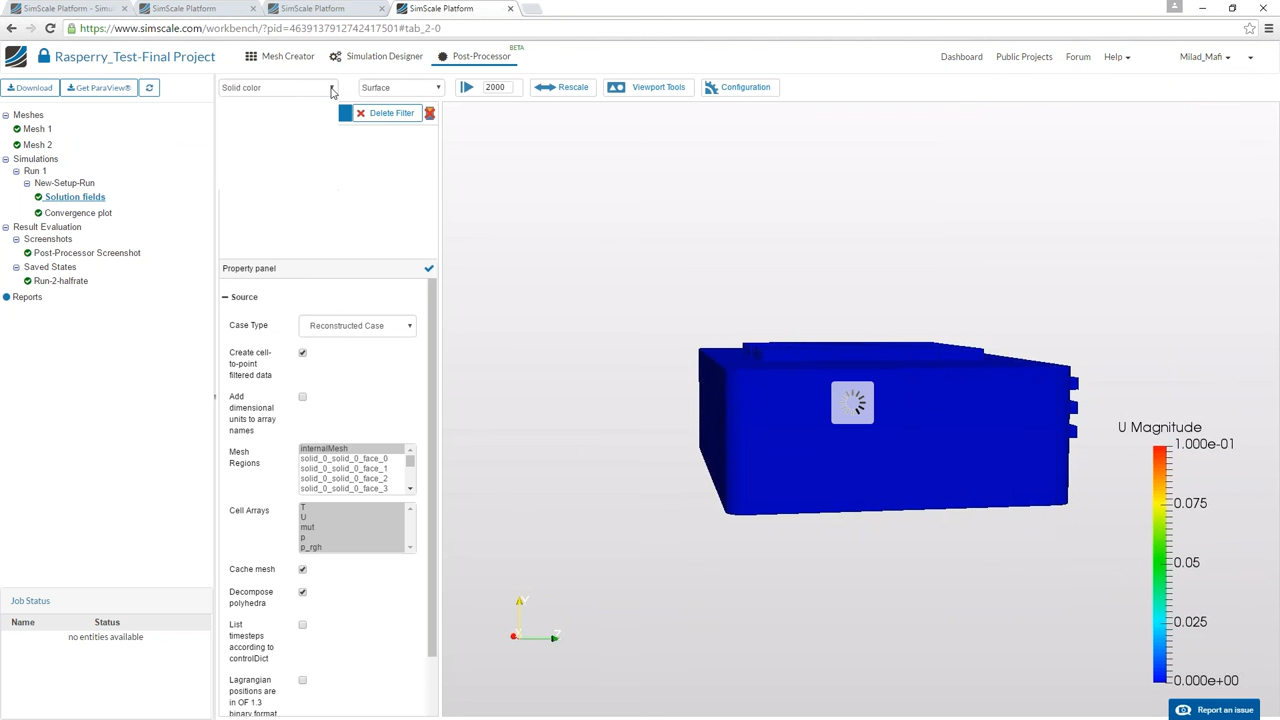 SimScale Platform - Simul
SimScale Platform
SimScale Platform
SimScale Platform
https://www.simscale.com/workbench/?pid=4639137912742417501#tab_2-0
Rasperry_Test-Final Project
Mesh Creator
Simulation Designer
Post-Processor
BETA
Dashboard
Public Projects
Forum
Help
Milad_Mafi
Download
Get ParaView®
Solid color
Surface
2000
Rescale
Viewport Tools
Configuration
Delete Filter
Meshes
Mesh 1
Mesh 2
Simulations
Run 1
New-Setup-Run
Solution fields
Convergence plot
Result Evaluation
Screenshots
Post-Processor Screenshot
Saved States
Run-2-halfrate
Reports
Property panel
Source
Case Type
Reconstructed Case
Create cell-
to-point
filtered data
Add
dimensional
units to array
names
Mesh
Regions
internalMesh
solid_0_solid_0_face_0
solid_0_solid_0_face_1
solid_0_solid_0_face_2
solid_0_solid_0_face_3
Cell Arrays
T
U
mut
p
p_rgh
Cache mesh
Decompose
polyhedra
List
timesteps
according to
controlDict
Lagrangian
positions are
in OF 1.3
binary format
Job Status
Name
Status
no entities available
U Magnitude
1.000e-01
0.075
0.05
0.025
0.000e+00
Y
Z
Report an issue